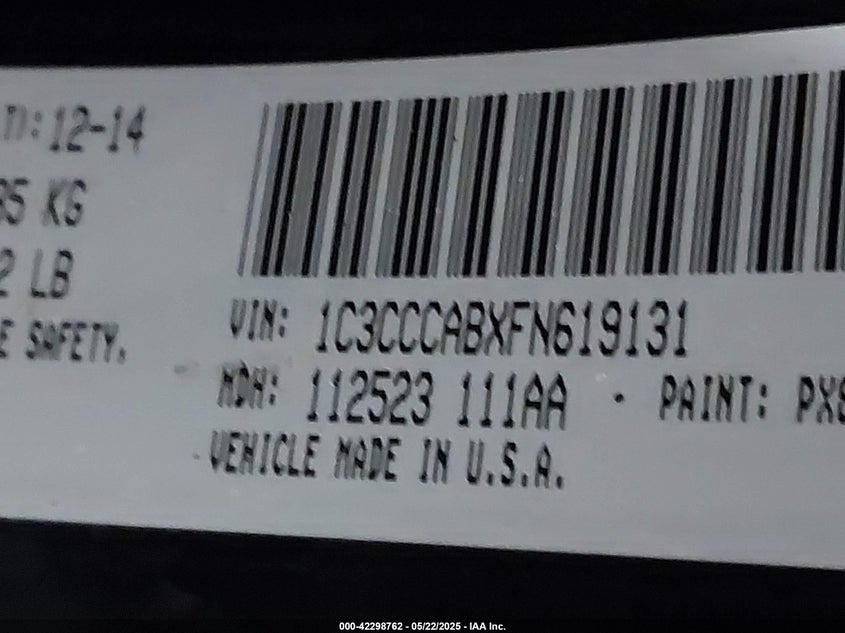 12-14
KG
LB
SAFETY.
VIN: 1C3CCCABXFN619131
MDH: 112523 111AA · PAINT: PX8
VEHICLE MADE IN U.S.A.
000-42298762 - 05/22/2025 - IAA Inc.